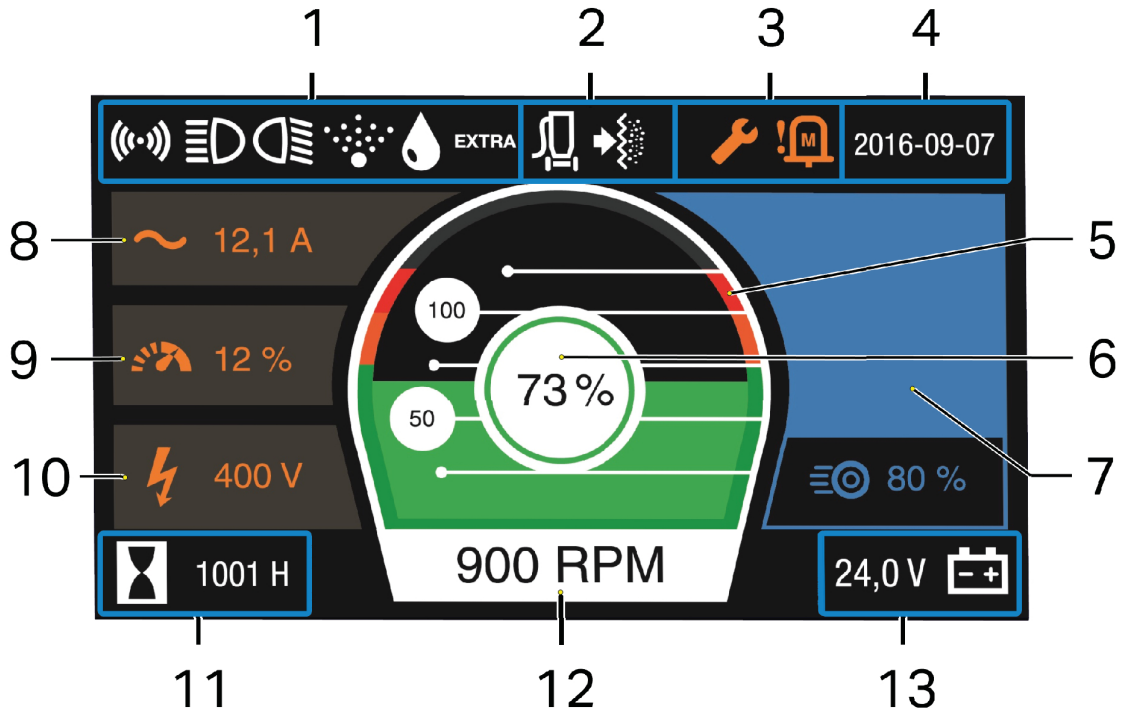 1 2 3 4
EXTRA M 2016-09-07
8 12,1 A 5
100
9 12 % 73 % 6
50
10 400 V 80 % 7
1001 H 900 RPM 24,0 V - +
11 12 13